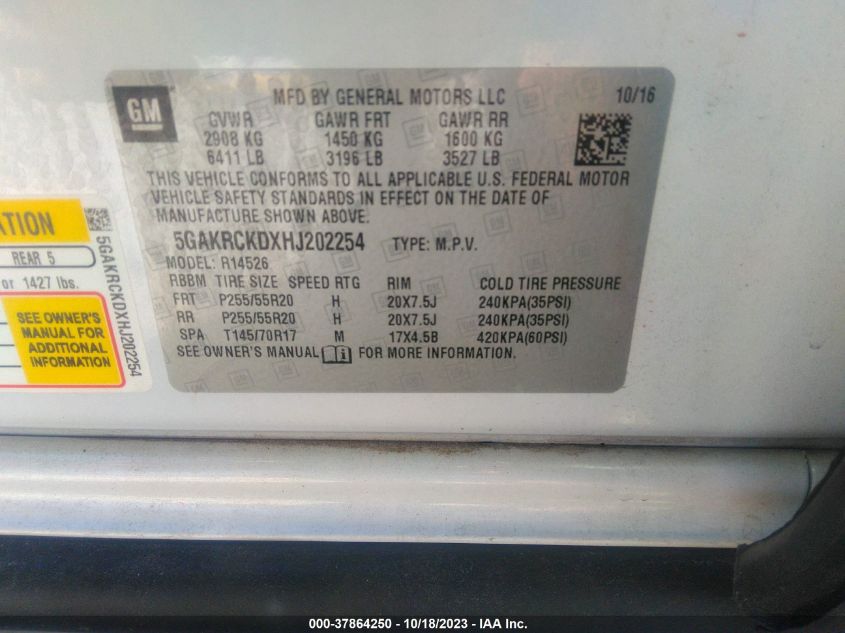 GM
MFD BY GENERAL MOTORS LLC 10/16
GVWR GAWR FRT GAWR RR
2908 KG 1450 KG 1600 KG
6411 LB 3196 LB 3527 LB
THIS VEHICLE CONFORMS TO ALL APPLICABLE U.S. FEDERAL MOTOR
VEHICLE SAFETY STANDARDS IN EFFECT ON THE DATE OF
MANUFACTURE SHOWN ABOVE.
5GAKRCKDXHJ202254 TYPE: M.P.V.
MODEL: R14526
RBBM TIRE SIZE SPEED RTG RIM COLD TIRE PRESSURE
FRT P255/55R20 H 20X7.5J 240KPA(35PSI)
RR P255/55R20 H 20X7.5J 240KPA(35PSI)
SPA T145/70R17 M 17X4.5B 420KPA(60PSI)
SEE OWNER'S MANUAL FOR MORE INFORMATION.
ATION
REAR 5
or 1427 lbs.
SEE OWNER'S
MANUAL FOR
ADDITIONAL
INFORMATION
5GAKRCKDXHJ202254
000-37864250 - 10/18/2023 - IAA Inc.